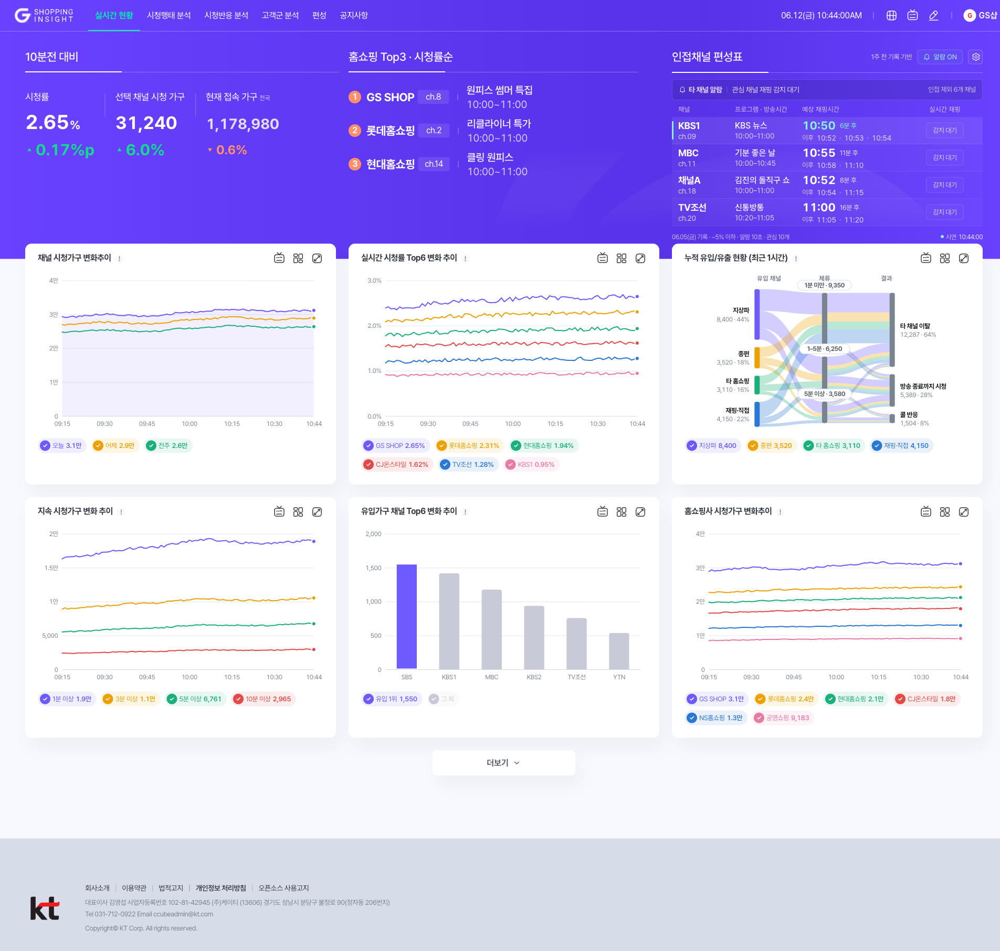 G SHOPPING INSIGHT
실시간 현황 시청행태 분석 시청반응 분석 고객군 분석 편성 공지사항
06.12(금) 10:44:00AM
G GS샵
10분전 대비
시청률
2.65%
0.17%p
선택 채널 시청 가구
31,240
6.0%
현재 접속 가구 전국
1,178,980
0.6%
홈쇼핑 Top3 · 시청률순
1 GS SHOP ch.8
원피스 썸머 특집
10:00~11:00
2 롯데홈쇼핑 ch.2
리클라이너 특가
10:00~11:00
3 현대홈쇼핑 ch.14
클링 원피스
10:00~11:00
인접채널 편성표
1주 전 기록 기반 알람 ON
타 채널 알람 관심 채널 재핑 감지 대기 인접 제외 6개 채널
채널 프로그램 · 방송시간 예상 재핑시간 실시간 재핑
KBS1 KBS 뉴스 10:50 6분 후 감지 대기
ch.09 10:00–11:00 이후 10:52 · 10:53 · 10:54
MBC 기분 좋은 날 10:55 11분 후 감지 대기
ch.11 10:00–10:45 이후 10:58 · 11:10
채널A 김진의 돌직구 쇼 10:52 8분 후 감지 대기
ch.18 10:00–11:00 이후 10:54 · 11:15
TV조선 신통방통 11:00 16분 후 감지 대기
ch.20 10:20–11:05 이후 11:05 · 11:20
06.05(금) 기록 · −5% 이하 · 알람 10초 · 관심 10개 시연 10:44:00
채널 시청가구 변화추이 !
4만
3만
2만
1만
0
09:15 09:30 09:45 10:00 10:15 10:30 10:44
오늘 3.1만 어제 2.9만 전주 2.6만
실시간 시청률 Top6 변화 추이 !
3.0%
2.0%
1.0%
0.0%
09:15 09:30 09:45 10:00 10:15 10:30 10:44
GS SHOP 2.65% 롯데홈쇼핑 2.31% 현대홈쇼핑 1.94%
CJ온스타일 1.62% TV조선 1.28% KBS1 0.95%
누적 유입/유출 현황 (최근 1시간) !
유입 채널 체류 결과
1분 미만 · 9,350
지상파
8,400 · 44%
타 채널 이탈
12,287 · 64%
1–5분 · 6,250
종편
3,520 · 18%
타 홈쇼핑
3,110 · 16%
방송 종료까지 시청
5,389 · 28%
5분 이상 · 3,580
재핑·직접
4,150 · 22%
콜 반응
1,504 · 8%
지상파 8,400 종편 3,520 타 홈쇼핑 3,110 재핑·직접 4,150
지속 시청가구 변화 추이 !
2만
1.5만
1만
5,000
0
09:15 09:30 09:45 10:00 10:15 10:30 10:44
1분 이상 1.9만 3분 이상 1.1만 5분 이상 6,761 10분 이상 2,965
유입가구 채널 Top6 변화 추이 !
2,000
1,500
1,000
500
0
SBS KBS1 MBC KBS2 TV조선 YTN
유입 1위 1,550 그 외
홈쇼핑사 시청가구 변화추이 !
4만
3만
2만
1만
0
09:15 09:30 09:45 10:00 10:15 10:30 10:44
GS SHOP 3.1만 롯데홈쇼핑 2.4만 현대홈쇼핑 2.1만 CJ온스타일 1.8만
NS홈쇼핑 1.3만 공영쇼핑 9,183
더보기
kt
회사소개 이용약관 법적고지 개인정보 처리방침 오픈소스 사용고지
대표이사 김영섭 사업자등록번호 102-81-42945 (주)케이티 (13606) 경기도 성남시 분당구 불정로 90(정자동 206번지)
Tel 031-712-0922 Email ccubeadmin@kt.com
Copyright© KT Corp. All rights reserved.